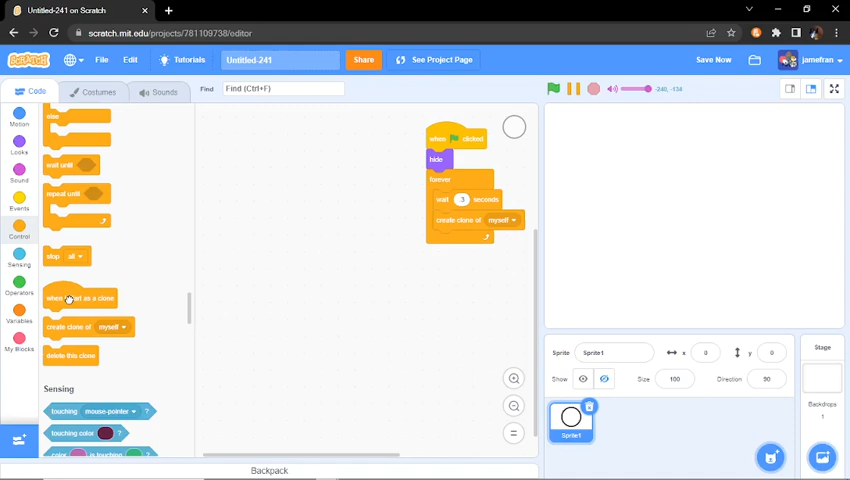 Untitled-241 on Scratch
scratch.mit.edu/projects/781109738/editor
SCRATCH
File
Edit
Tutorials
Untitled-241
Share
See Project Page
Save Now
jamefran
Code
Costumes
Sounds
Find
Find (Ctrl+F)
-240, -134
Motion
Looks
Sound
Events
Control
Sensing
Operators
Variables
My Blocks
else
wait until
repeat until
stop all
when I start as a clone
create clone of myself
delete this clone
Sensing
touching mouse-pointer ?
touching color ?
color is touching ?
when clicked
hide
forever
wait .3 seconds
create clone of myself
Sprite
Sprite1
x
0
y
0
Show
Size
100
Direction
90
Sprite1
Stage
Backdrops
1
Backpack